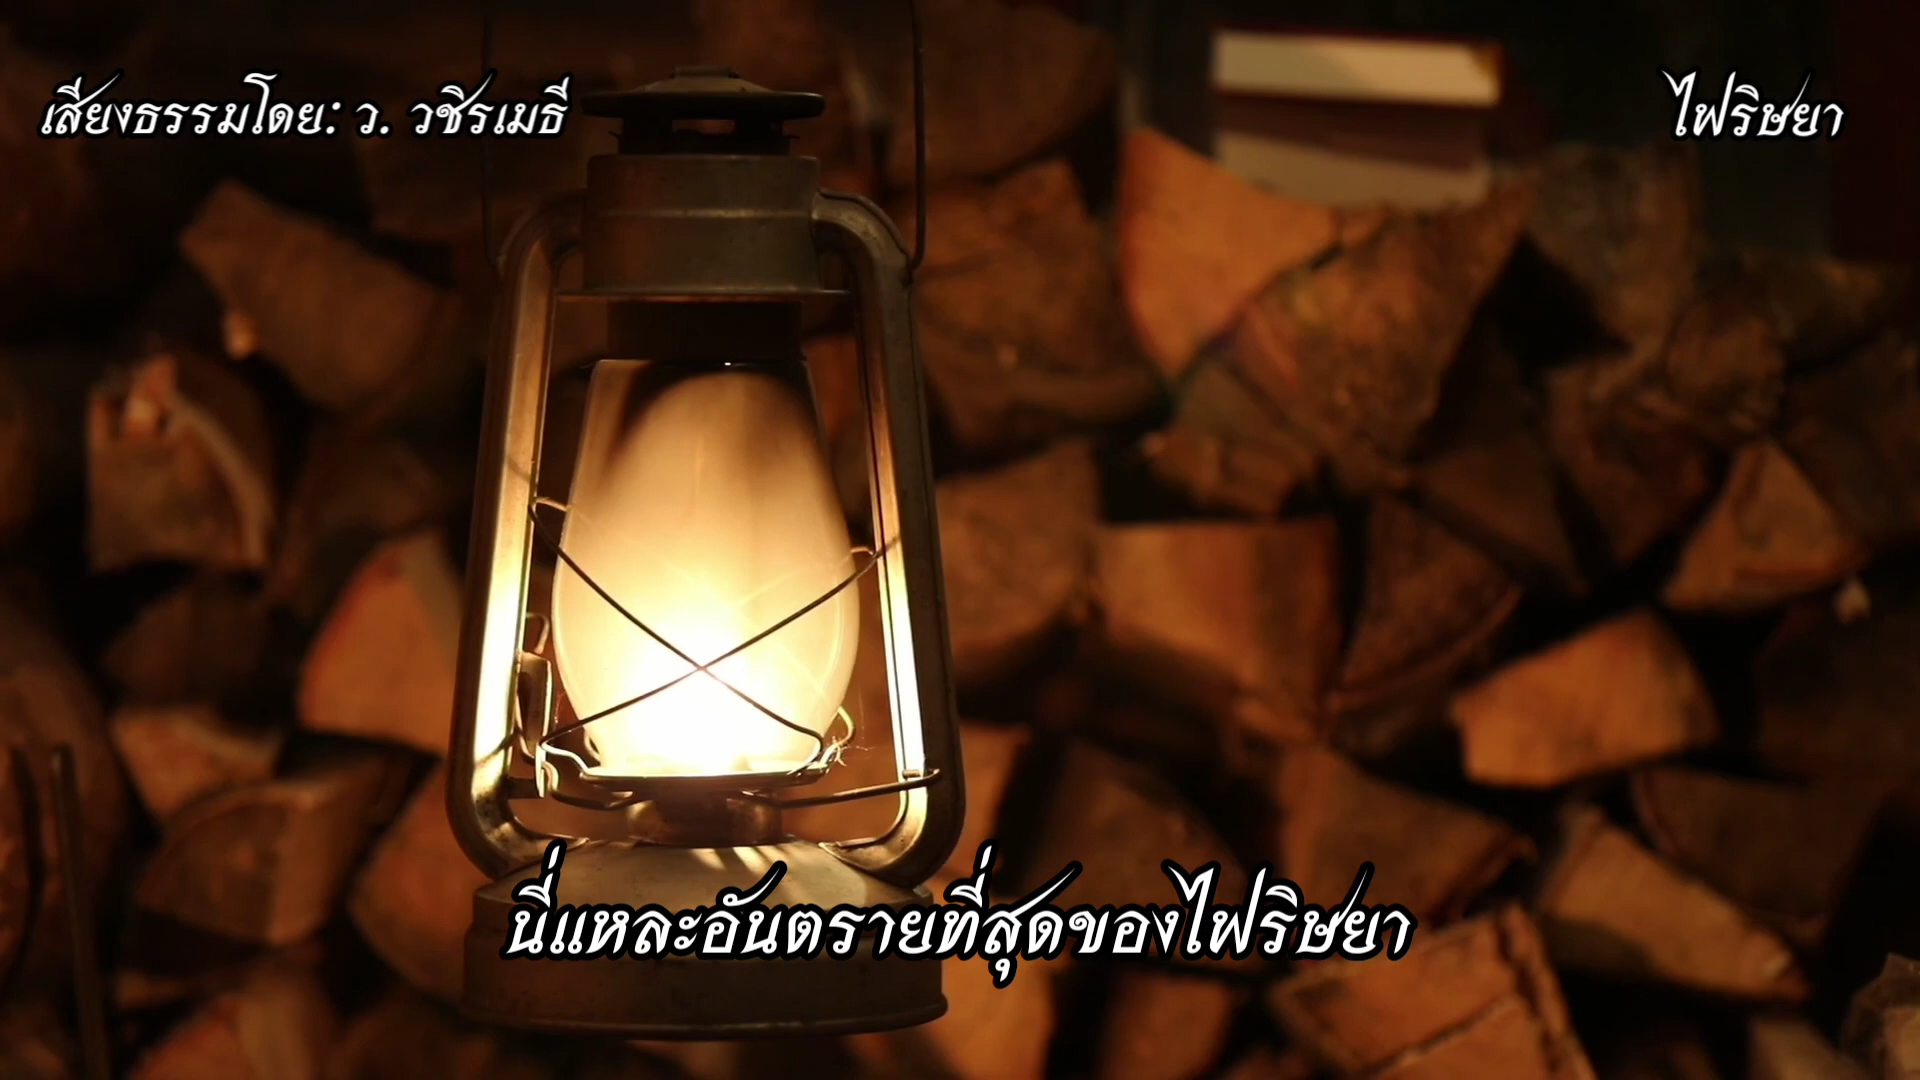 เสียงธรรมโดย: ว. วชิรเมธี
ไฟริษยา
นี่แหละอันตรายที่สุดของไฟริษยา